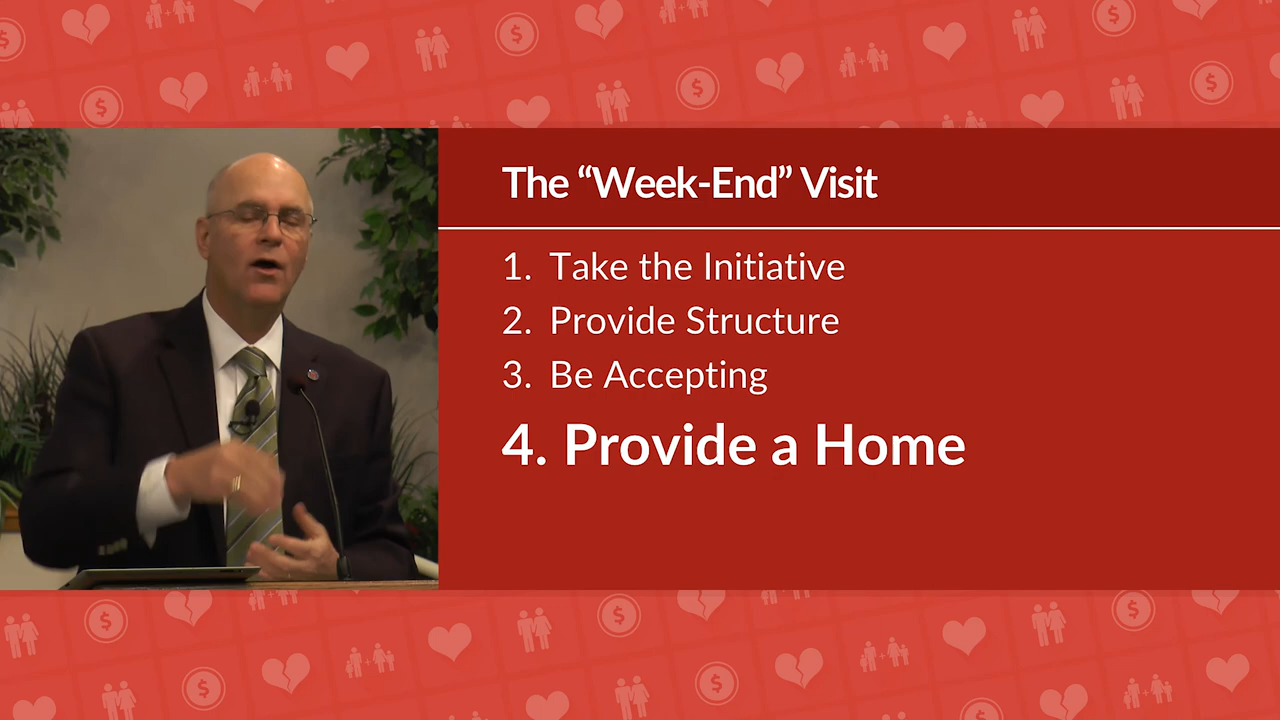 The “Week-End” Visit
1. Take the Initiative
2. Provide Structure
3. Be Accepting
4. Provide a Home